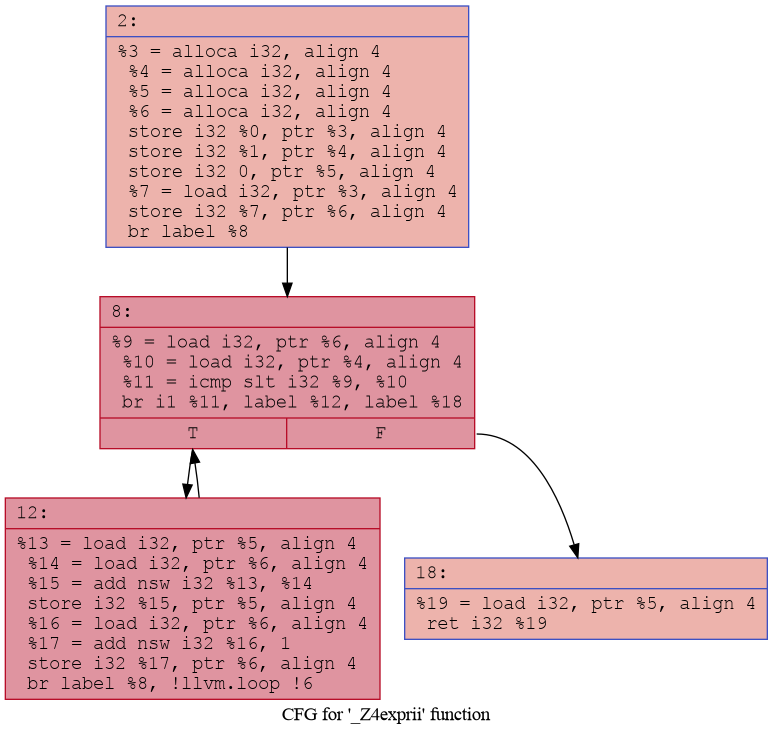 2:
%3 = alloca i32, align 4
%4 = alloca i32, align 4
%5 = alloca i32, align 4
%6 = alloca i32, align 4
store i32 %0, ptr %3, align 4
store i32 %1, ptr %4, align 4
store i32 0, ptr %5, align 4
%7 = load i32, ptr %3, align 4
store i32 %7, ptr %6, align 4
br label %8
8:
%9 = load i32, ptr %6, align 4
%10 = load i32, ptr %4, align 4
%11 = icmp slt i32 %9, %10
br i1 %11, label %12, label %18
T
F
12:
%13 = load i32, ptr %5, align 4
%14 = load i32, ptr %6, align 4
%15 = add nsw i32 %13, %14
store i32 %15, ptr %5, align 4
%16 = load i32, ptr %6, align 4
%17 = add nsw i32 %16, 1
store i32 %17, ptr %6, align 4
br label %8, !llvm.loop !6
18:
%19 = load i32, ptr %5, align 4
ret i32 %19
CFG for '_Z4exprii' function